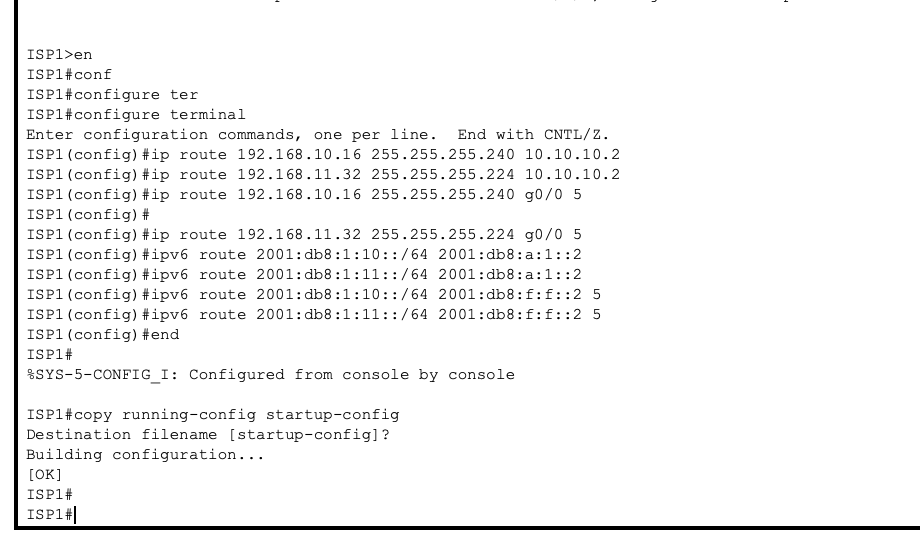 ISP1>en
ISP1#conf
ISP1#configure ter
ISP1#configure terminal
Enter configuration commands, one per line.  End with CNTL/Z.
ISP1(config)#ip route 192.168.10.16 255.255.255.240 10.10.10.2
ISP1(config)#ip route 192.168.11.32 255.255.255.224 10.10.10.2
ISP1(config)#ip route 192.168.10.16 255.255.255.240 g0/0 5
ISP1(config)#
ISP1(config)#ip route 192.168.11.32 255.255.255.224 g0/0 5
ISP1(config)#ipv6 route 2001:db8:1:10::/64 2001:db8:a:1::2
ISP1(config)#ipv6 route 2001:db8:1:11::/64 2001:db8:a:1::2
ISP1(config)#ipv6 route 2001:db8:1:10::/64 2001:db8:f:f::2 5
ISP1(config)#ipv6 route 2001:db8:1:11::/64 2001:db8:f:f::2 5
ISP1(config)#end
ISP1#
%SYS-5-CONFIG_I: Configured from console by console
ISP1#copy running-config startup-config
Destination filename [startup-config]?
Building configuration...
[OK]
ISP1#
ISP1#